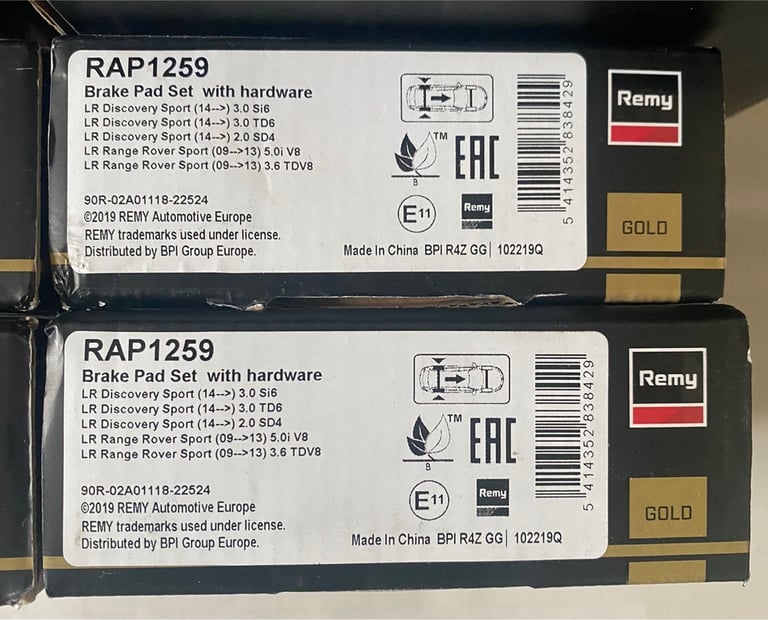 RAP1259
Brake Pad Set with hardware
LR Discovery Sport (14-->) 3.0 Si6
LR Discovery Sport (14-->) 3.0 TD6
LR Discovery Sport (14-->) 2.0 SD4
LR Range Rover Sport (09-->13) 5.0i V8
LR Range Rover Sport (09-->13) 3.6 TDV8
90R-02A01118-22524
©2019 REMY Automotive Europe
REMY trademarks used under license.
Distributed by BPI Group Europe.
TM
B
EAC
E11
Remy
Made In China BPI R4Z GG| 102219Q
5 414352 838429
Remy
GOLD
RAP1259
Brake Pad Set with hardware
LR Discovery Sport (14-->) 3.0 Si6
LR Discovery Sport (14-->) 3.0 TD6
LR Discovery Sport (14-->) 2.0 SD4
LR Range Rover Sport (09-->13) 5.0i V8
LR Range Rover Sport (09-->13) 3.6 TDV8
90R-02A01118-22524
©2019 REMY Automotive Europe
REMY trademarks used under license.
Distributed by BPI Group Europe.
TM
B
EAC
E11
Remy
Made In China BPI R4Z GG| 102219Q
5 414352 838429
Remy
GOLD